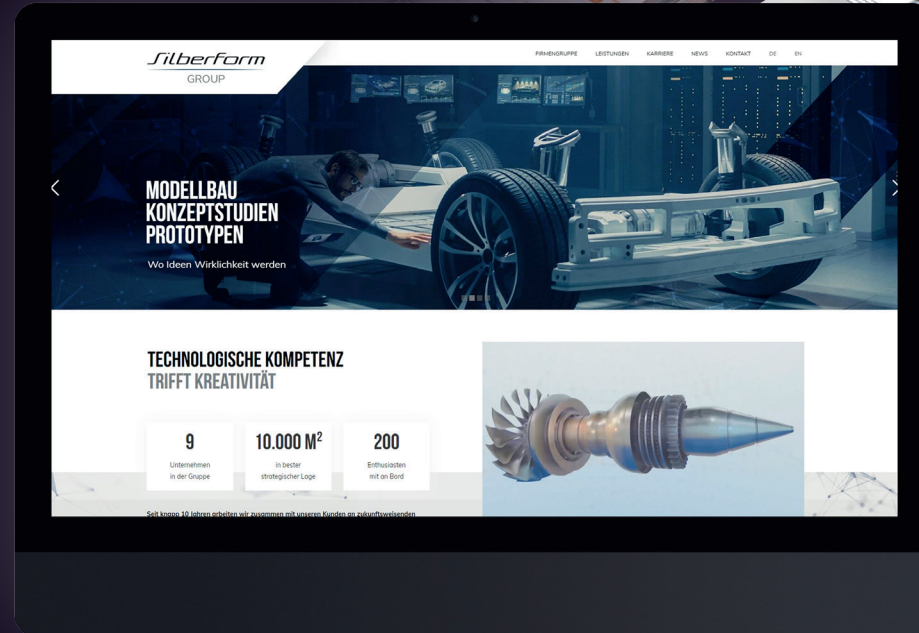 Silberform
GROUP
FIRMENGRUPPE LEISTUNGEN KARRIERE NEWS KONTAKT DE EN
MODELLBAU
KONZEPTSTUDIEN
PROTOTYPEN
Wo Ideen Wirklichkeit werden
TECHNOLOGISCHE KOMPETENZ
TRIFFT KREATIVITÄT
9
Unternehmen
in der Gruppe
10.000 M²
in bester
strategischer Lage
200
Enthusiasten
mit an Bord
Seit knapp 10 Jahren arbeiten wir zusammen mit unseren Kunden an zukunftsweisenden